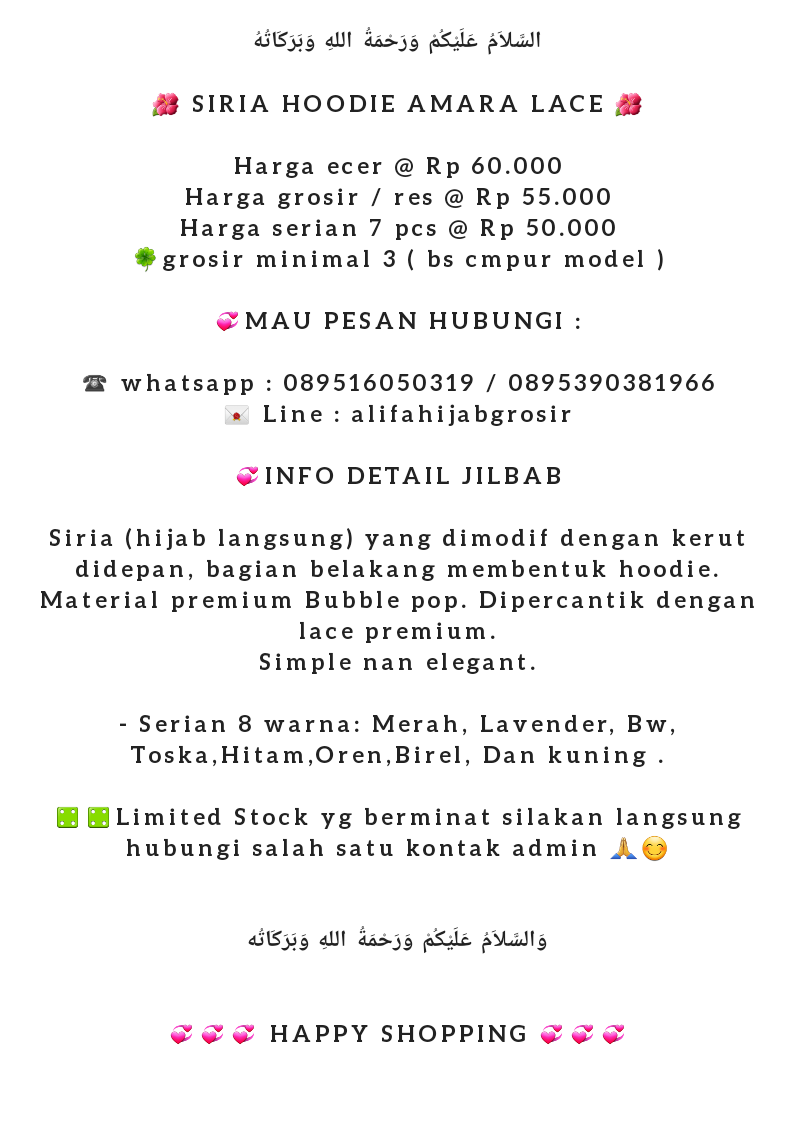 السَّلاَمُ عَلَيْكُمْ وَرَحْمَةُ اللهِ وَبَرَكَاتُهُ
🌺 SIRIA HOODIE AMARA LACE 🌺
Harga ecer @ Rp 60.000
Harga grosir / res @ Rp 55.000
Harga serian 7 pcs @ Rp 50.000
🍀grosir minimal 3 ( bs cmpur model )
💞MAU PESAN HUBUNGI :
☎ whatsapp : 089516050319 / 0895390381966
💌 Line : alifahijabgrosir
💞INFO DETAIL JILBAB
Siria (hijab langsung) yang dimodif dengan kerut
didepan, bagian belakang membentuk hoodie.
Material premium Bubble pop. Dipercantik dengan
lace premium.
Simple nan elegant.
- Serian 8 warna: Merah, Lavender, Bw,
Toska,Hitam,Oren,Birel, Dan kuning .
Limited Stock yg berminat silakan langsung
hubungi salah satu kontak admin 🙏😊
وَالسَّلاَمُ عَلَيْكُمْ وَرَحْمَةُ اللهِ وَبَرَكَاتُه
💞💞💞 HAPPY SHOPPING 💞💞💞